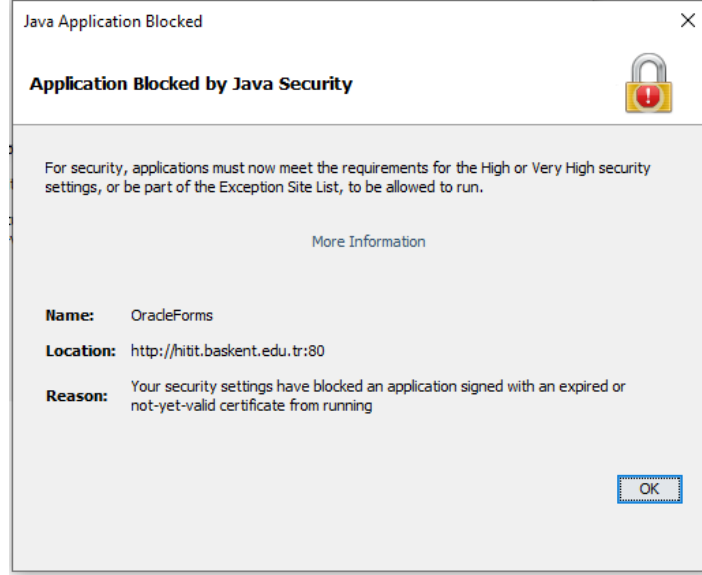 Java Application Blocked
Application Blocked by Java Security
For security, applications must now meet the requirements for the High or Very High security
settings, or be part of the Exception Site List, to be allowed to run.
More Information
Name: OracleForms
Location: http://hitit.baskent.edu.tr:80
Reason: Your security settings have blocked an application signed with an expired or
not-yet-valid certificate from running
OK